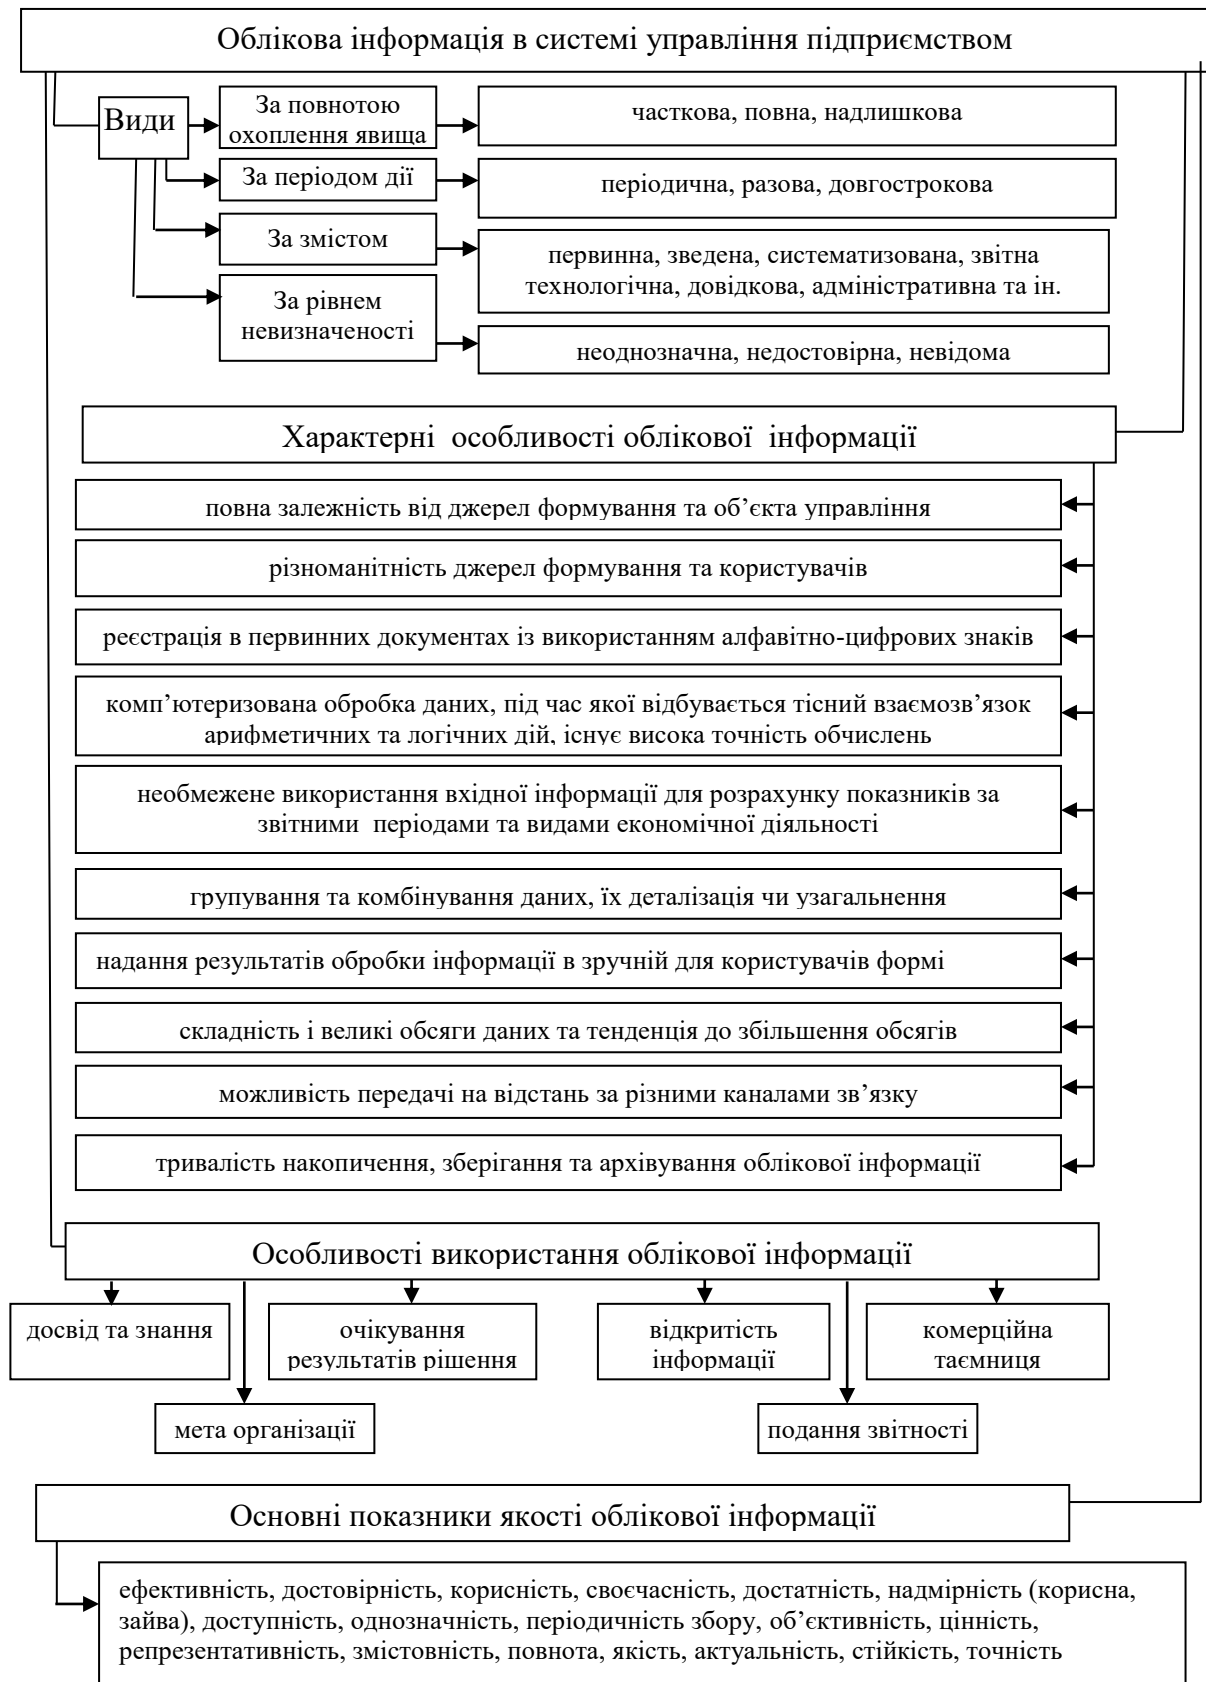 Облікова інформація в системі управління підприємством
Види
За повнотою
охоплення явища
часткова, повна, надлишкова
За періодом дії
періодична, разова, довгострокова
За змістом
первинна, зведена, систематизована, звітна
технологічна, довідкова, адміністративна та ін.
За рівнем
невизначеності
неоднозначна, недостовірна, невідома
Характерні особливості облікової інформації
повна залежність від джерел формування та об’єкта управління
різноманітність джерел формування та користувачів
реєстрація в первинних документах із використанням алфавітно-цифрових знаків
комп’ютеризована обробка даних, під час якої відбувається тісний взаємозв’язок
арифметичних та логічних дій, існує висока точність обчислень
необмежене використання вхідної інформації для розрахунку показників за
звітними періодами та видами економічної діяльності
групування та комбінування даних, їх деталізація чи узагальнення
надання результатів обробки інформації в зручній для користувачів формі
складність і великі обсяги даних та тенденція до збільшення обсягів
можливість передачі на відстань за різними каналами зв’язку
тривалість накопичення, зберігання та архівування облікової інформації
Особливості використання облікової інформації
досвід та знання
очікування
результатів рішення
відкритість
інформації
комерційна
таємниця
мета організації
подання звітності
Основні показники якості облікової інформації
ефективність, достовірність, корисність, своєчасність, достатність, надмірність (корисна,
зайва), доступність, однозначність, періодичність збору, об’єктивність, цінність,
репрезентативність, змістовність, повнота, якість, актуальність, стійкість, точність